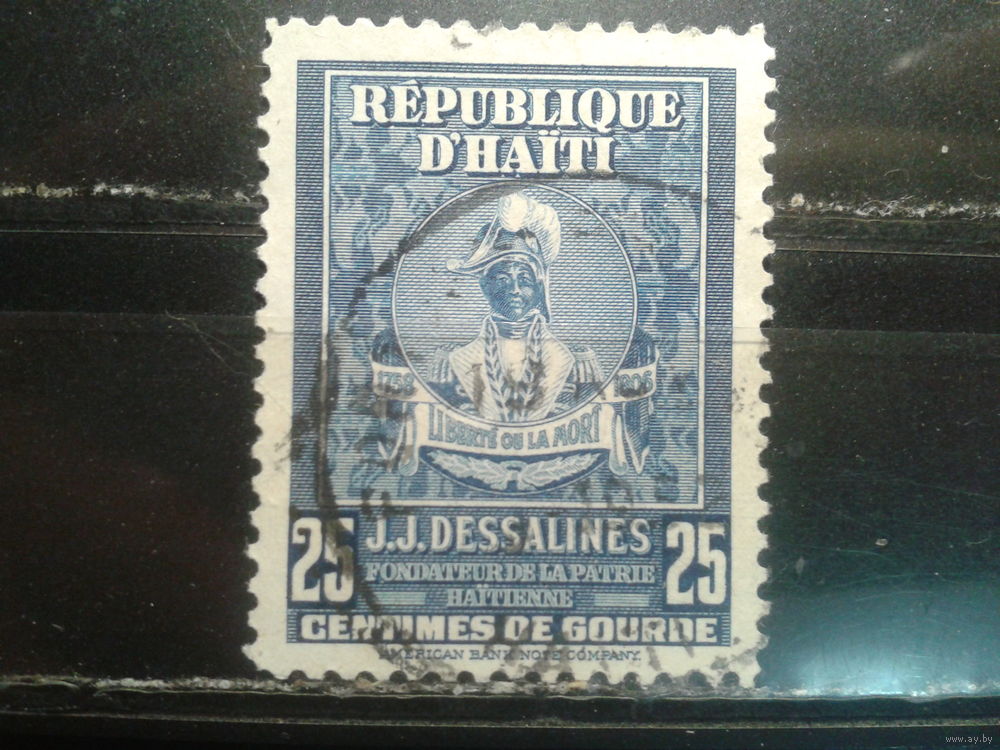 RÉPUBLIQUE
D'HAÏTI
1758 1806
LIBERTÉ OU LA MORT
25 J.J. DESSALINES 25
FONDATEUR DE LA PATRIE
HAÏTIENNE
CENTIMES DE GOURDE
AMERICAN BANK NOTE COMPANY.
www.ay.by